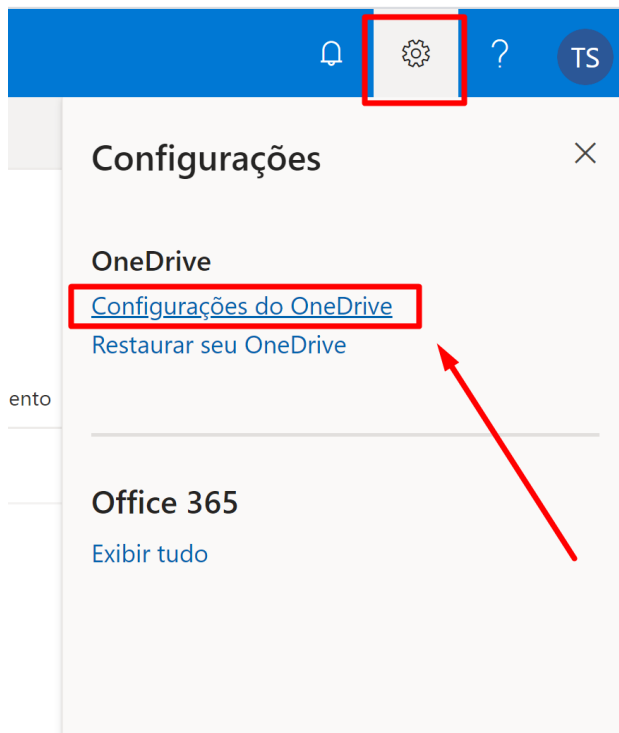 TS
Configurações
OneDrive
Configurações do OneDrive
Restaurar seu OneDrive
ento
Office 365
Exibir tudo